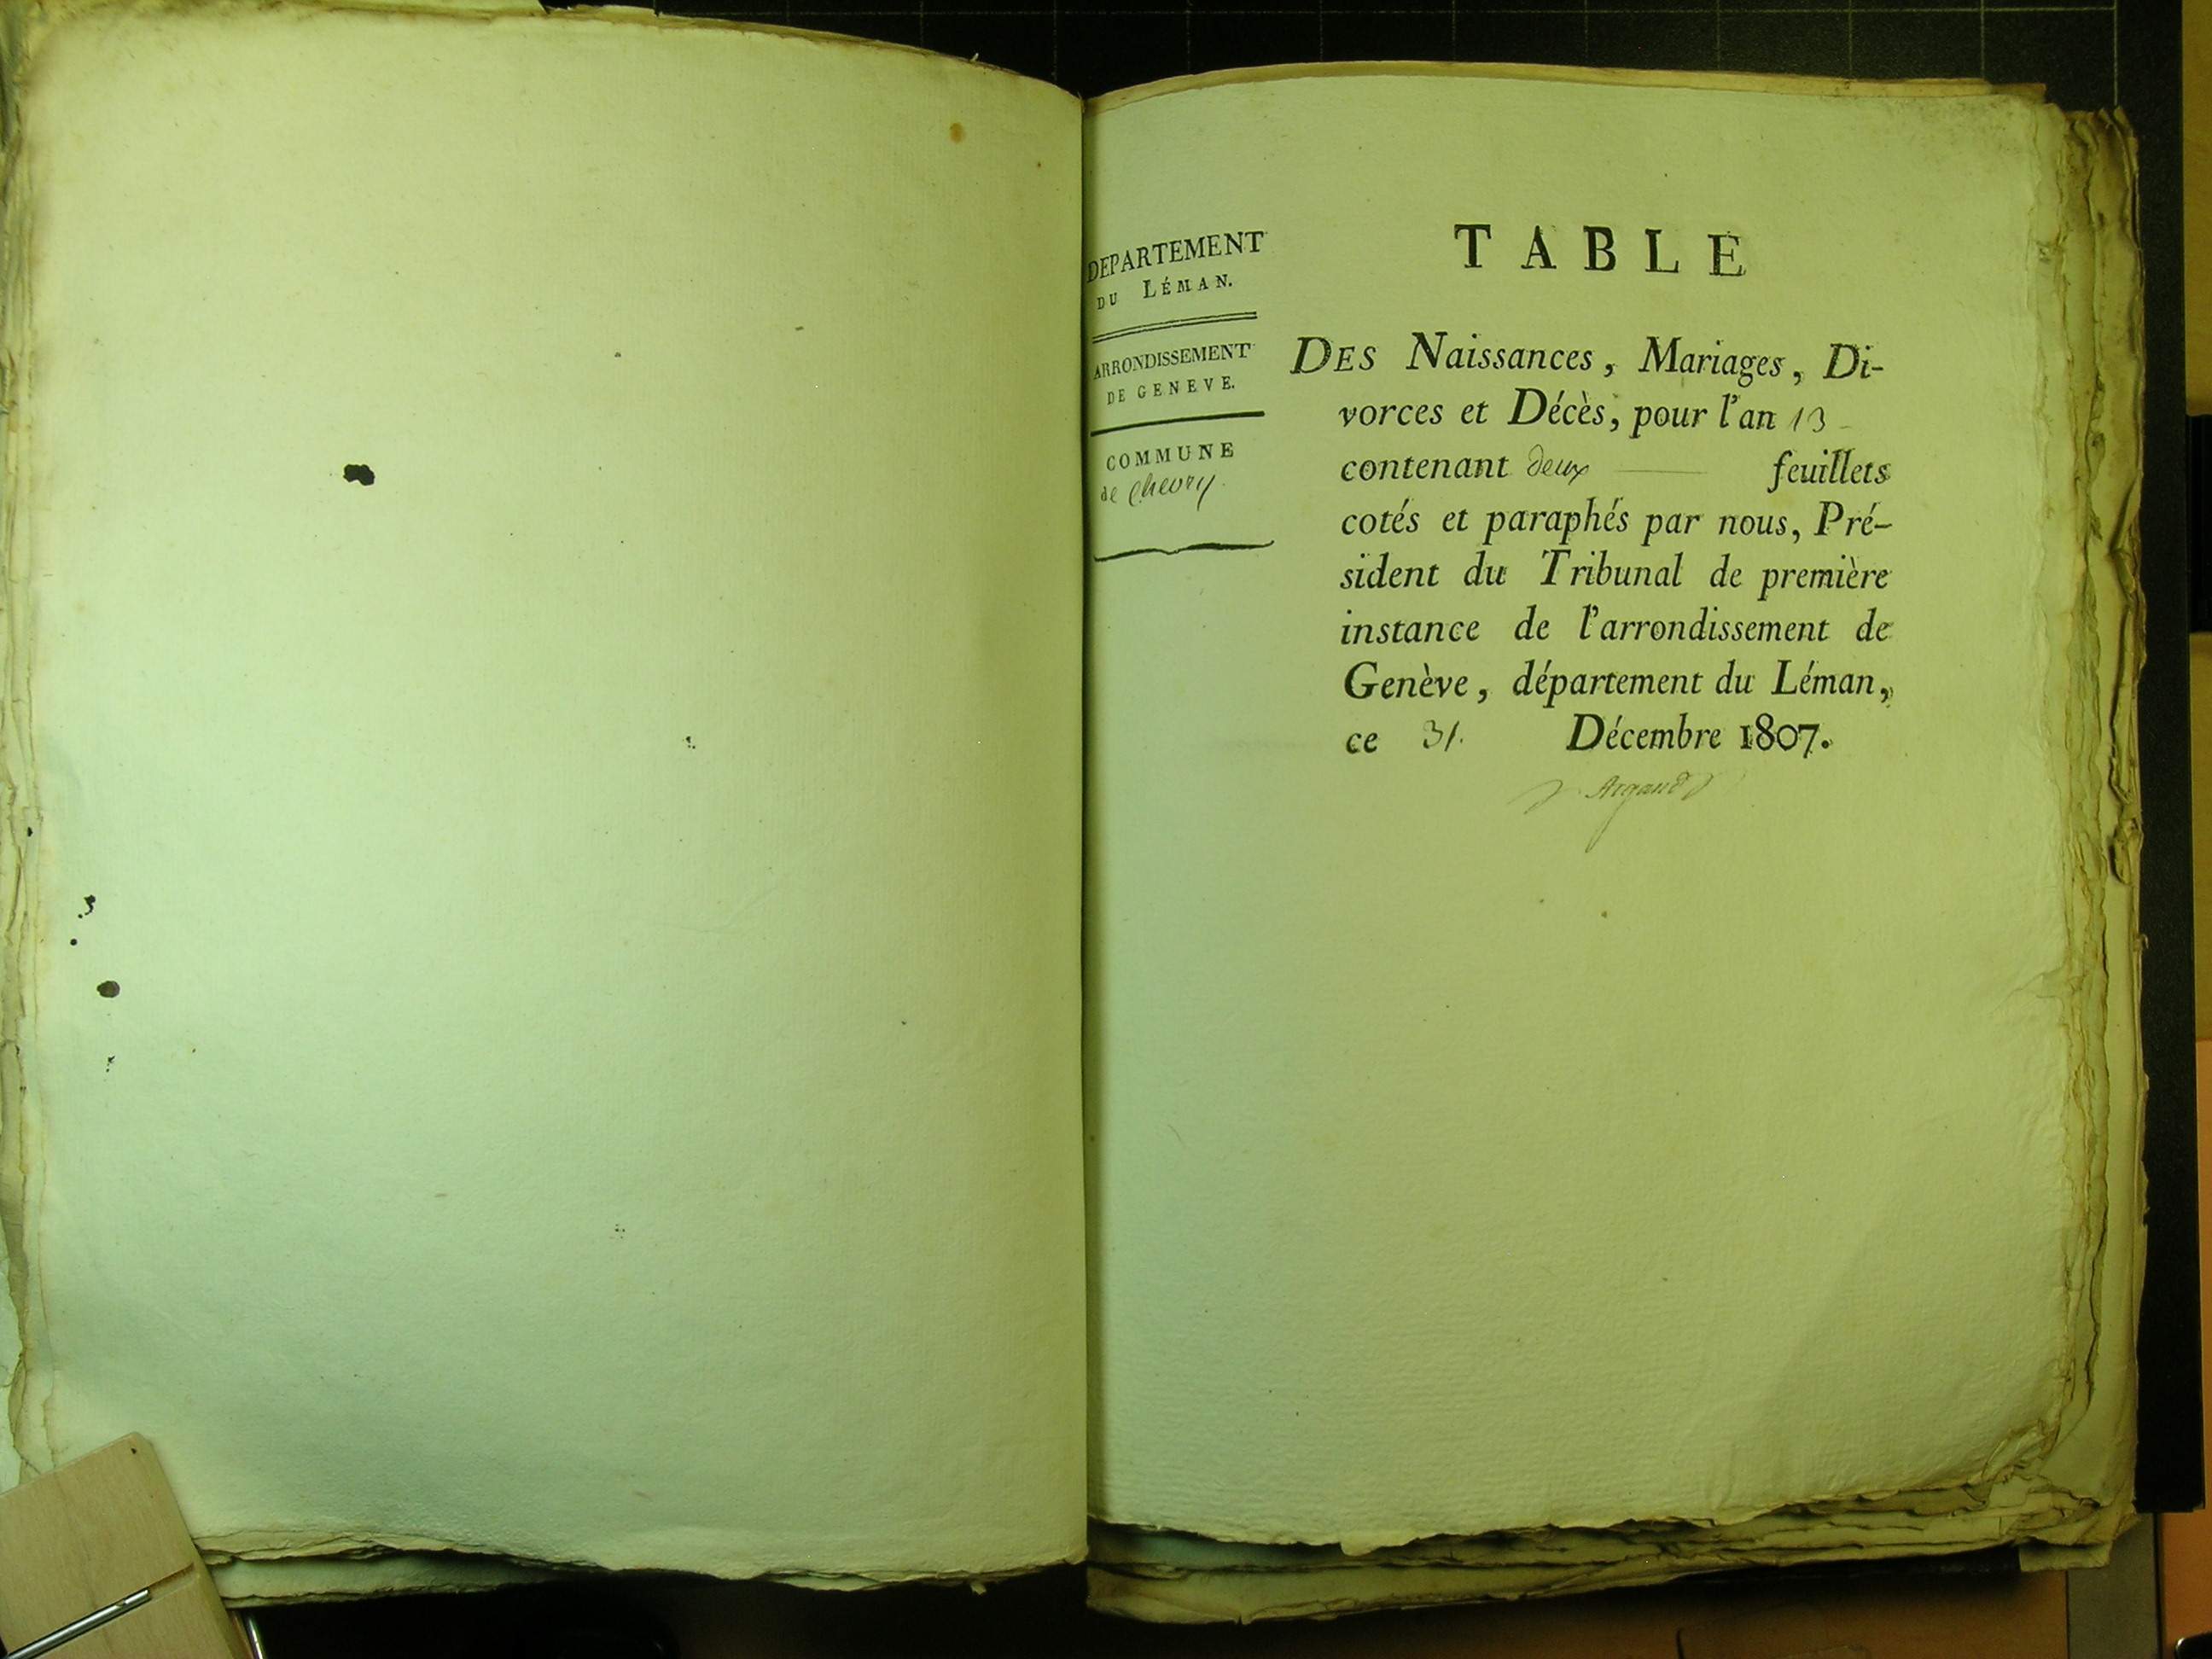 DEPARTEMENT
DU LÉMAN.
ARRONDISSEMENT
DE GENEVE.
COMMUNE
de Chevry.
TABLE
DES Naissances, Mariages, Di-
vorces et Décès, pour l'an 13
contenant deux feuillets
cotés et paraphés par nous, Pré-
sident du Tribunal de première
instance de l'arrondissement de
Genève, département du Léman,
ce 31. Décembre 1807.
Argand